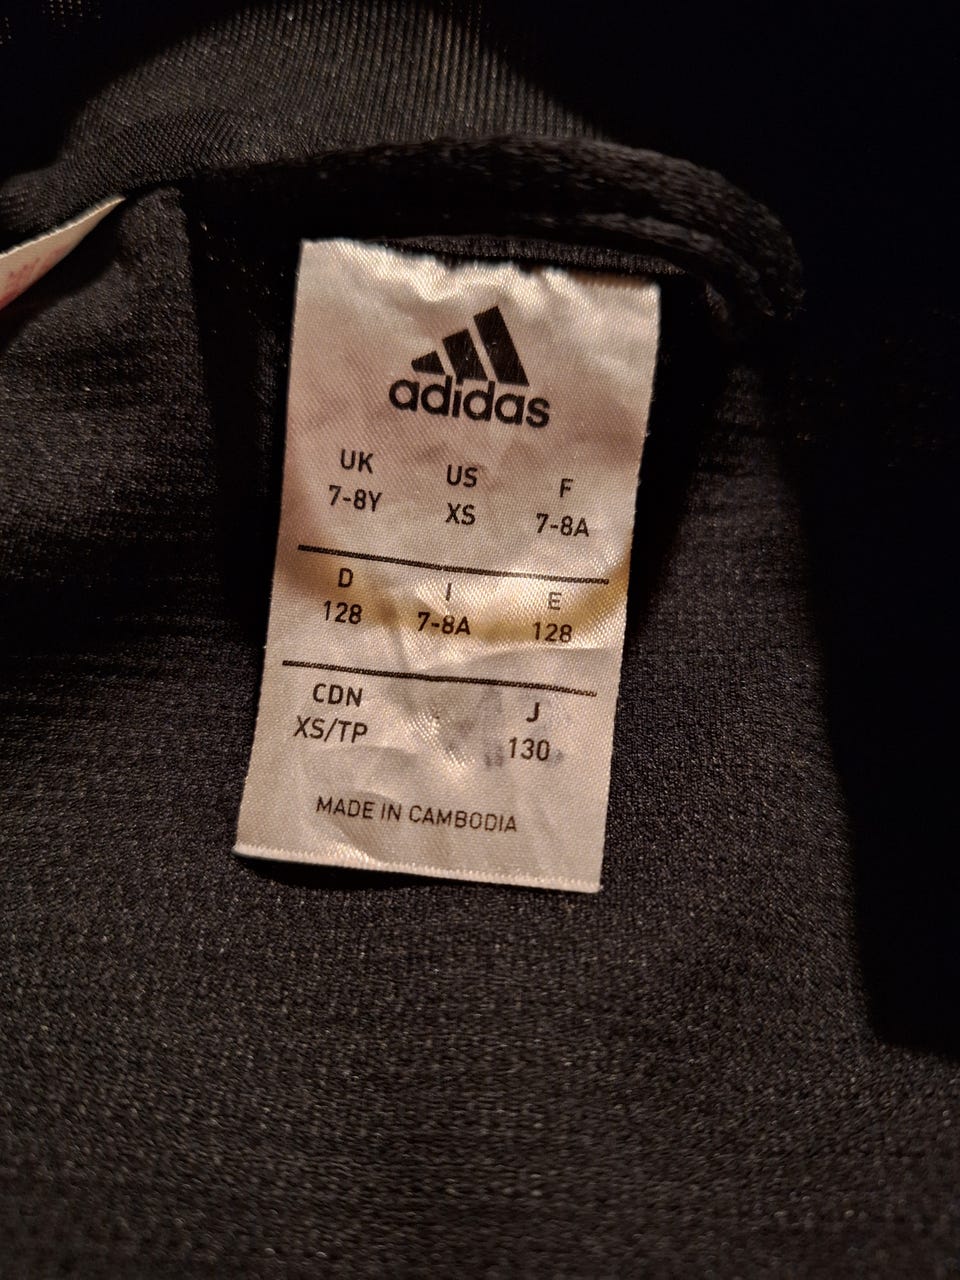 adidas
UK US F
7-8Y XS 7-8A
D I E
128 7-8A 128
CDN J
XS/TP 130
MADE IN CAMBODIA